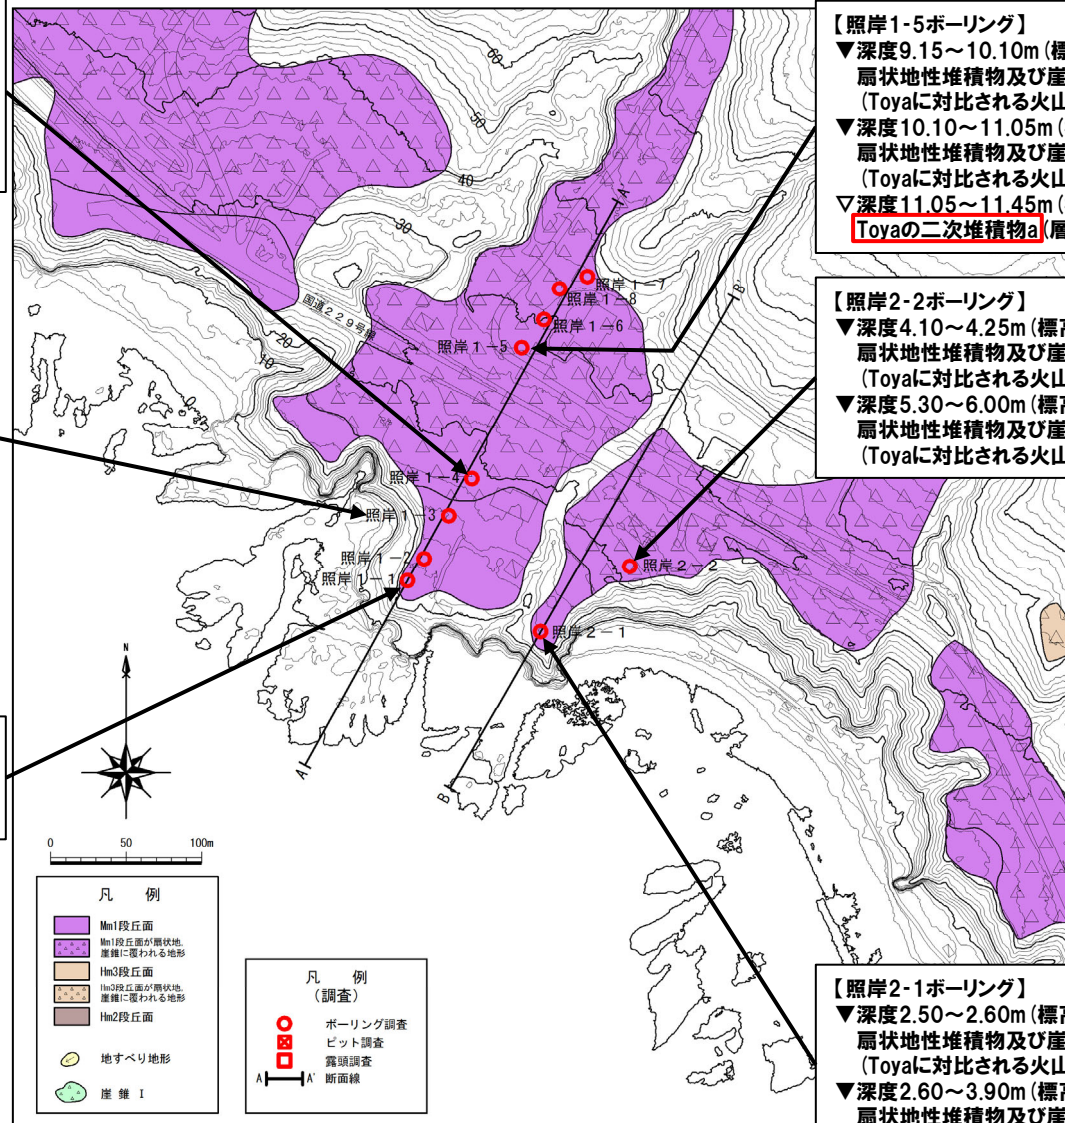 【照岸1-5ボーリング】
▼深度9.15～10.10m(標
扇状地性堆積物及び崖
(Toyaに対比される火山
▼深度10.10～11.05m(
扇状地性堆積物及び崖
(Toyaに対比される火山
▽深度11.05～11.45m(
Toyaの二次堆積物a(層
【照岸2-2ボーリング】
▼深度4.10～4.25m(標高
扇状地性堆積物及び崖
(Toyaに対比される火山
▼深度5.30～6.00m(標高
扇状地性堆積物及び崖
(Toyaに対比される火山
60
50
40
30
20
10
国道229号線
A
B
照岸1-7
照岸1-8
照岸1-6
照岸1-5
照岸1-4
照岸1-3
照岸1-2
照岸1-1
照岸2-2
照岸2-1
A'
B'
N
0 50 100m
凡 例
Mm1段丘面
Mm1段丘面が扇状地、
崖錐に覆われる地形
Hm3段丘面
Hm3段丘面が扇状地、
崖錐に覆われる地形
Hm2段丘面
地すべり地形
崖 錐 I
凡 例
(調査)
ボーリング調査
ピット調査
露頭調査
A A' 断面線
【照岸2-1ボーリング】
▼深度2.50～2.60m(標高
扇状地性堆積物及び崖
(Toyaに対比される火山
▼深度2.60～3.90m(標高
扇状地性堆積物及び崖